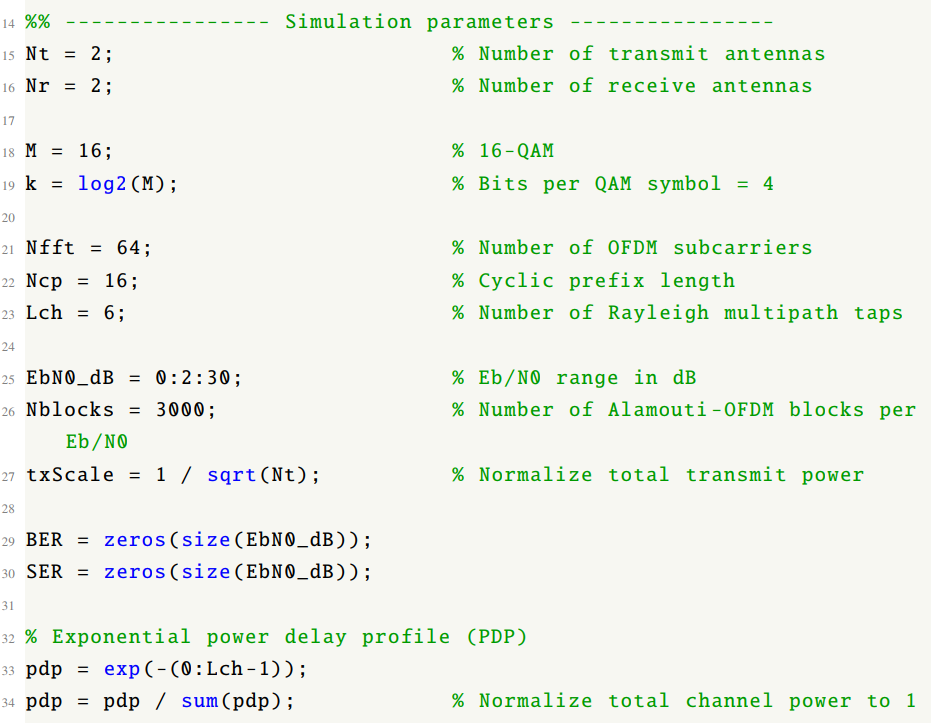 14 %% ---------------- Simulation parameters ----------------
15 Nt = 2; % Number of transmit antennas
16 Nr = 2; % Number of receive antennas
17
18 M = 16; % 16-QAM
19 k = log2(M); % Bits per QAM symbol = 4
20
21 Nfft = 64; % Number of OFDM subcarriers
22 Ncp = 16; % Cyclic prefix length
23 Lch = 6; % Number of Rayleigh multipath taps
24
25 EbN0_dB = 0:2:30; % Eb/N0 range in dB
26 Nblocks = 3000; % Number of Alamouti-OFDM blocks per
Eb/N0
27 txScale = 1 / sqrt(Nt); % Normalize total transmit power
28
29 BER = zeros(size(EbN0_dB));
30 SER = zeros(size(EbN0_dB));
31
32 % Exponential power delay profile (PDP)
33 pdp = exp(-(0:Lch-1));
34 pdp = pdp / sum(pdp); % Normalize total channel power to 1